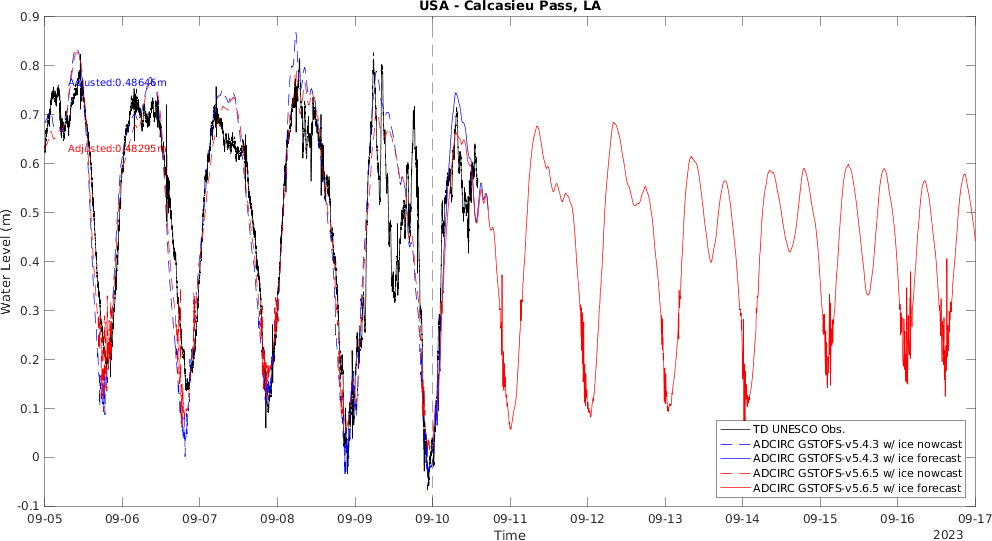 USA - Calcasieu Pass, LA
0.9
0.8
0.7
0.6
0.5
0.4
0.3
0.2
0.1
0
-0.1
Water Level (m)
Adjusted:0.48646m
Adjusted:0.48295m
TD UNESCO Obs.
ADCIRC GSTOFS-v5.4.3 w/ ice nowcast
ADCIRC GSTOFS-v5.4.3 w/ ice forecast
ADCIRC GSTOFS-v5.6.5 w/ ice nowcast
ADCIRC GSTOFS-v5.6.5 w/ ice forecast
09-05 09-06 09-07 09-08 09-09 09-10 09-11 09-12 09-13 09-14 09-15 09-16 09-17
Time
2023